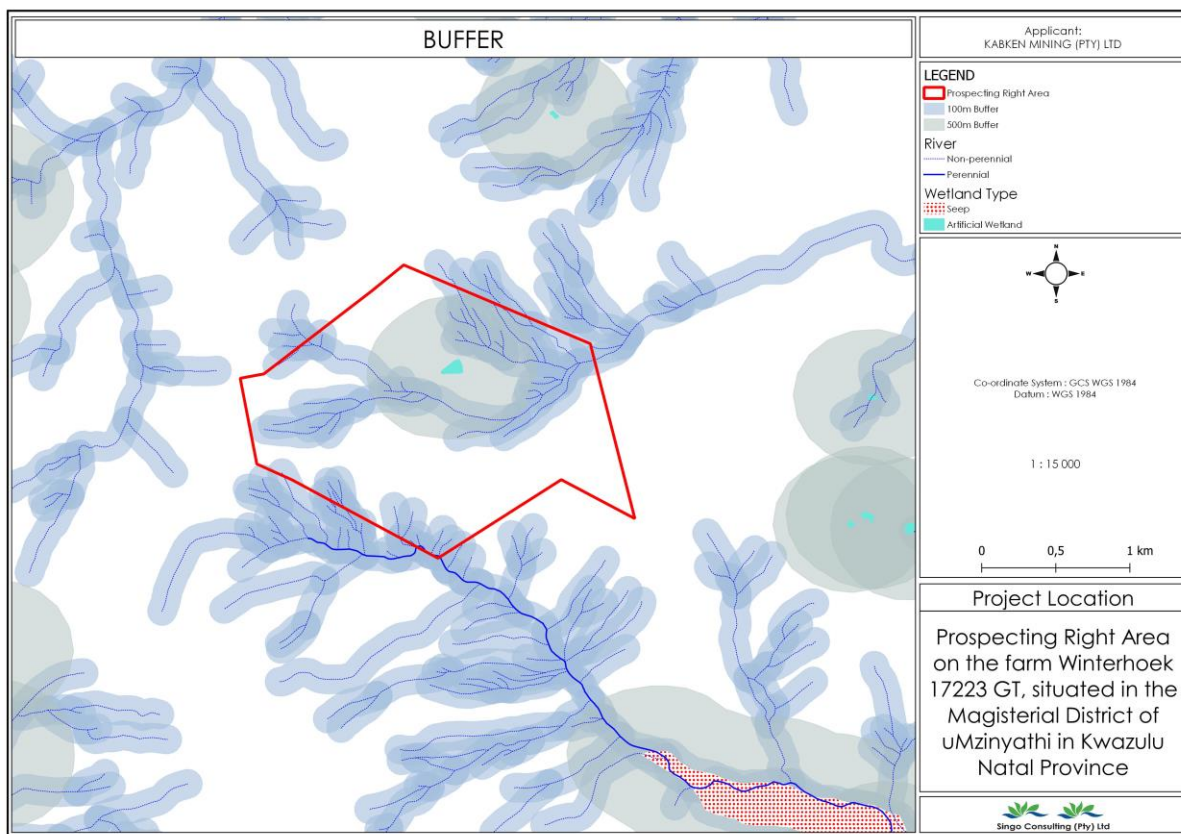 BUFFER
Applicant:
KABKEN MINING (PTY) LTD
LEGEND
Prospecting Right Area
100m Buffer
500m Buffer
River
Non-perennial
Perennial
Wetland Type
Seep
Artificial Wetland
N
W
E
S
Co-ordinate System : GCS WGS 1984
Datum : WGS 1984
1 : 15 000
0 0,5 1 km
Project Location
Prospecting Right Area
on the farm Winterhoek
17223 GT, situated in the
Magisterial District of
uMzinyathi in Kwazulu
Natal Province
Singo Consulting (Pty) Ltd